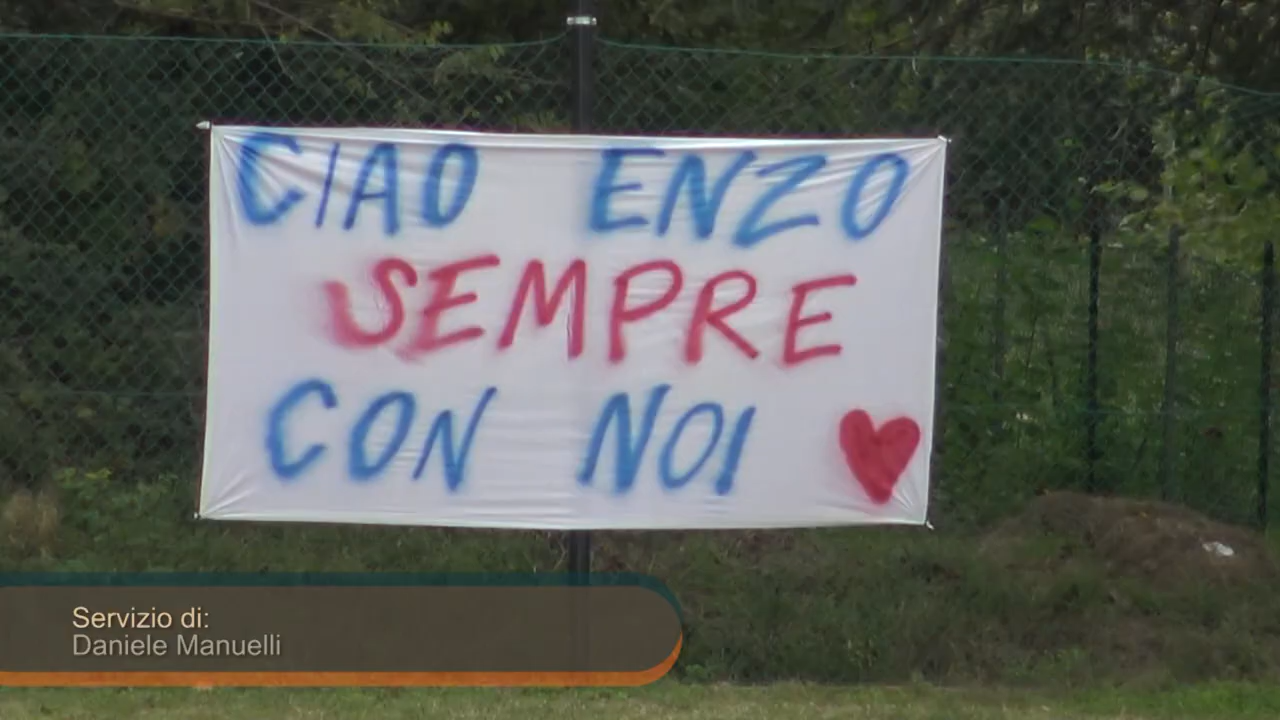 CIAO ENZO
SEMPRE
CON NOI
Servizio di:
Daniele Manuelli